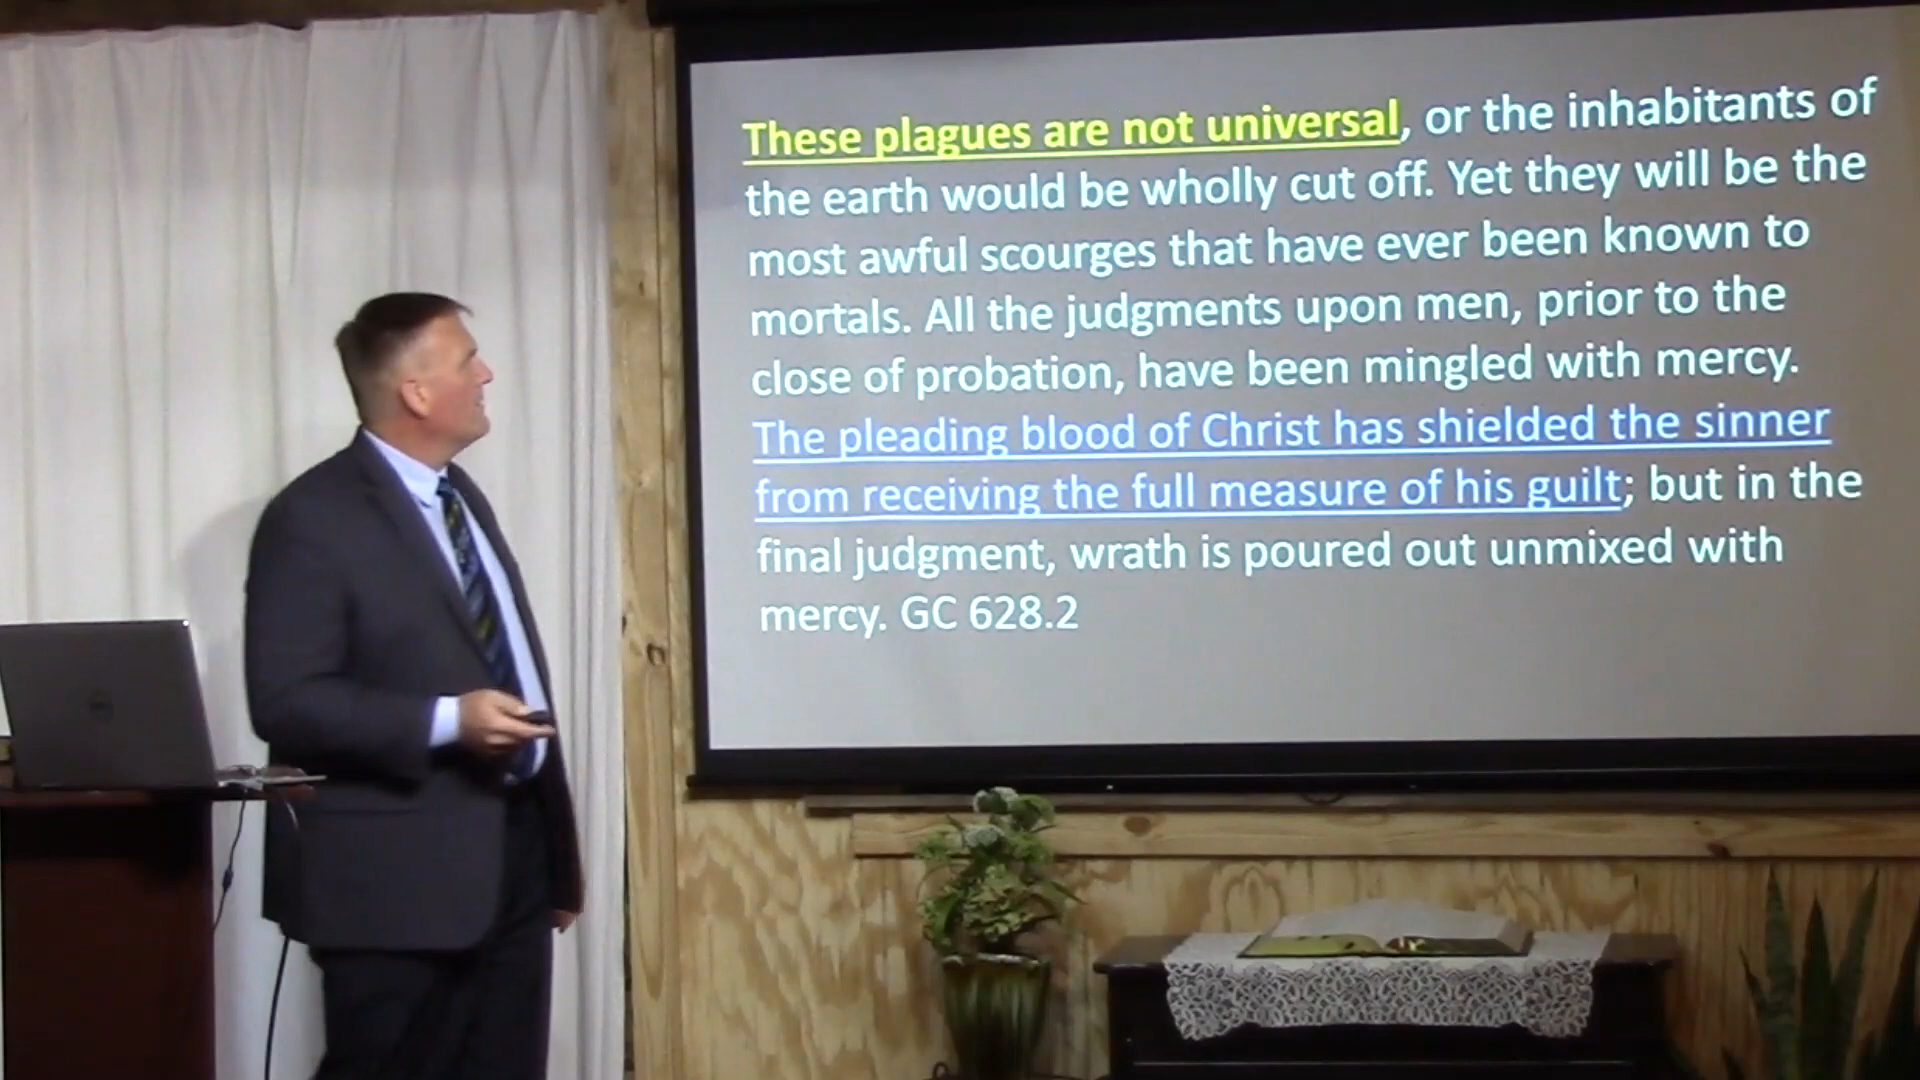 These plagues are not universal, or the inhabitants of
the earth would be wholly cut off. Yet they will be the
most awful scourges that have ever been known to
mortals. All the judgments upon men, prior to the
close of probation, have been mingled with mercy.
The pleading blood of Christ has shielded the sinner
from receiving the full measure of his guilt; but in the
final judgment, wrath is poured out unmixed with
mercy. GC 628.2